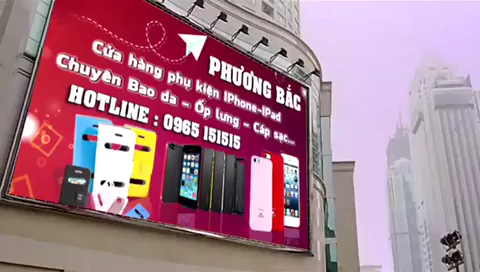 PHƯƠNG BẮC
Cửa hàng phụ kiện IPhone-IPad
Chuyên Bao da - Ốp lưng - Cáp sạc...
HOTLINE : 0965 151515